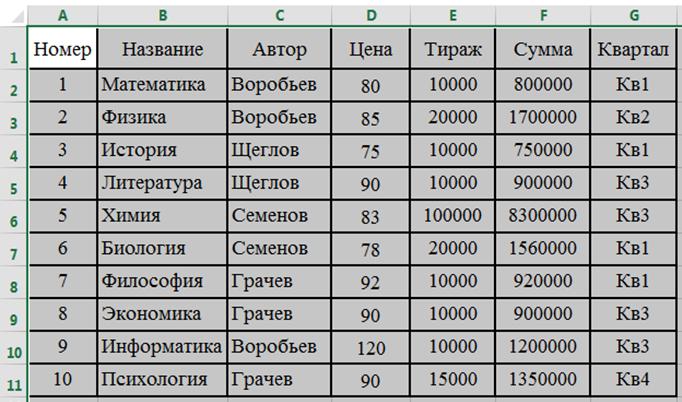 A B C D E F G
1 Номер Название Автор Цена Тираж Сумма Квартал
2 1 Математика Воробьев 80 10000 800000 Кв1
3 2 Физика Воробьев 85 20000 1700000 Кв2
4 3 История Щеглов 75 10000 750000 Кв1
5 4 Литература Щеглов 90 10000 900000 Кв3
6 5 Химия Семенов 83 100000 8300000 Кв3
7 6 Биология Семенов 78 20000 1560000 Кв1
8 7 Философия Грачев 92 10000 920000 Кв1
9 8 Экономика Грачев 90 10000 900000 Кв3
10 9 Информатика Воробьев 120 10000 1200000 Кв3
11 10 Психология Грачев 90 15000 1350000 Кв4